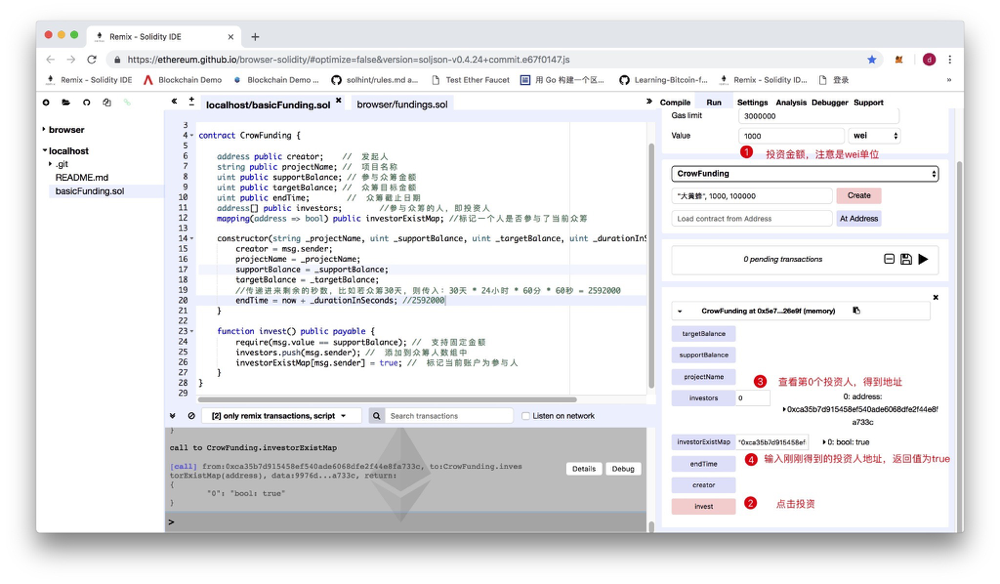 Remix - Solidity IDE
https://ethereum.github.io/browser-solidity/#optimize=false&version=soljson-v0.4.24+commit.e67f0147.js
Remix - Solidity IDE
Blockchain Demo
Blockchain Demo ...
solhint/rules.md a...
Test Ether Faucet
用 Go 构建一个区...
Learning-Bitcoin-f...
Remix - Solidity ID...
登录
browser
localhost
.git
README.md
basicFunding.sol
localhost/basicFunding.sol
browser/fundings.sol
3
4 contract CrowFunding {
5
6 address public creator; // 发起人
7 string public projectName; // 项目名称
8 uint public supportBalance; // 参与众筹金额
9 uint public targetBalance; // 众筹目标金额
10 uint public endTime; // 众筹截止日期
11 address[] public investors; //参与众筹的人，即投资人
12 mapping(address => bool) public investorExistMap; //标记一个人是否参与了当前众筹
13
14 constructor(string _projectName, uint _supportBalance, uint _targetBalance, uint _durationInS
15 creator = msg.sender;
16 projectName = _projectName;
17 supportBalance = _supportBalance;
18 targetBalance = _targetBalance;
19 //传递进来剩余的秒数，比如若众筹30天，则传入：30天 * 24小时 * 60分 * 60秒 = 2592000
20 endTime = now + _durationInSeconds; //2592000
21 }
22
23 function invest() public payable {
24 require(msg.value == supportBalance); // 支持固定金额
25 investors.push(msg.sender); // 添加到众筹人数组中
26 investorExistMap[msg.sender] = true; // 标记当前账户为参与人
27 }
28 }
29
[2] only remix transactions, script
Search transactions
Listen on network
}
call to CrowFunding.investorExistMap
[call] from:0xca35b7d915458ef540ade6068dfe2f44e8fa733c, to:CrowFunding.inves
torExistMap(address), data:9976d...a733c, return:
{
"0": "bool: true"
}
Details
Debug
>
Compile
Run
Settings
Analysis
Debugger
Support
Gas limit
3000000
Value
1000
wei
1 投资金额，注意是wei单位
CrowFunding
"大黄蜂", 1000, 100000
Create
Load contract from Address
At Address
0 pending transactions
CrowFunding at 0x5e7...26e9f (memory)
targetBalance
supportBalance
projectName
3 查看第0个投资人，得到地址
investors
0
0: address:
0xca35b7d915458ef540ade6068dfe2f44e8f
a733c
investorExistMap
"0xca35b7d915458ef
0: bool: true
4 输入刚刚得到的投资人地址，返回值为true
endTime
creator
invest
2 点击投资